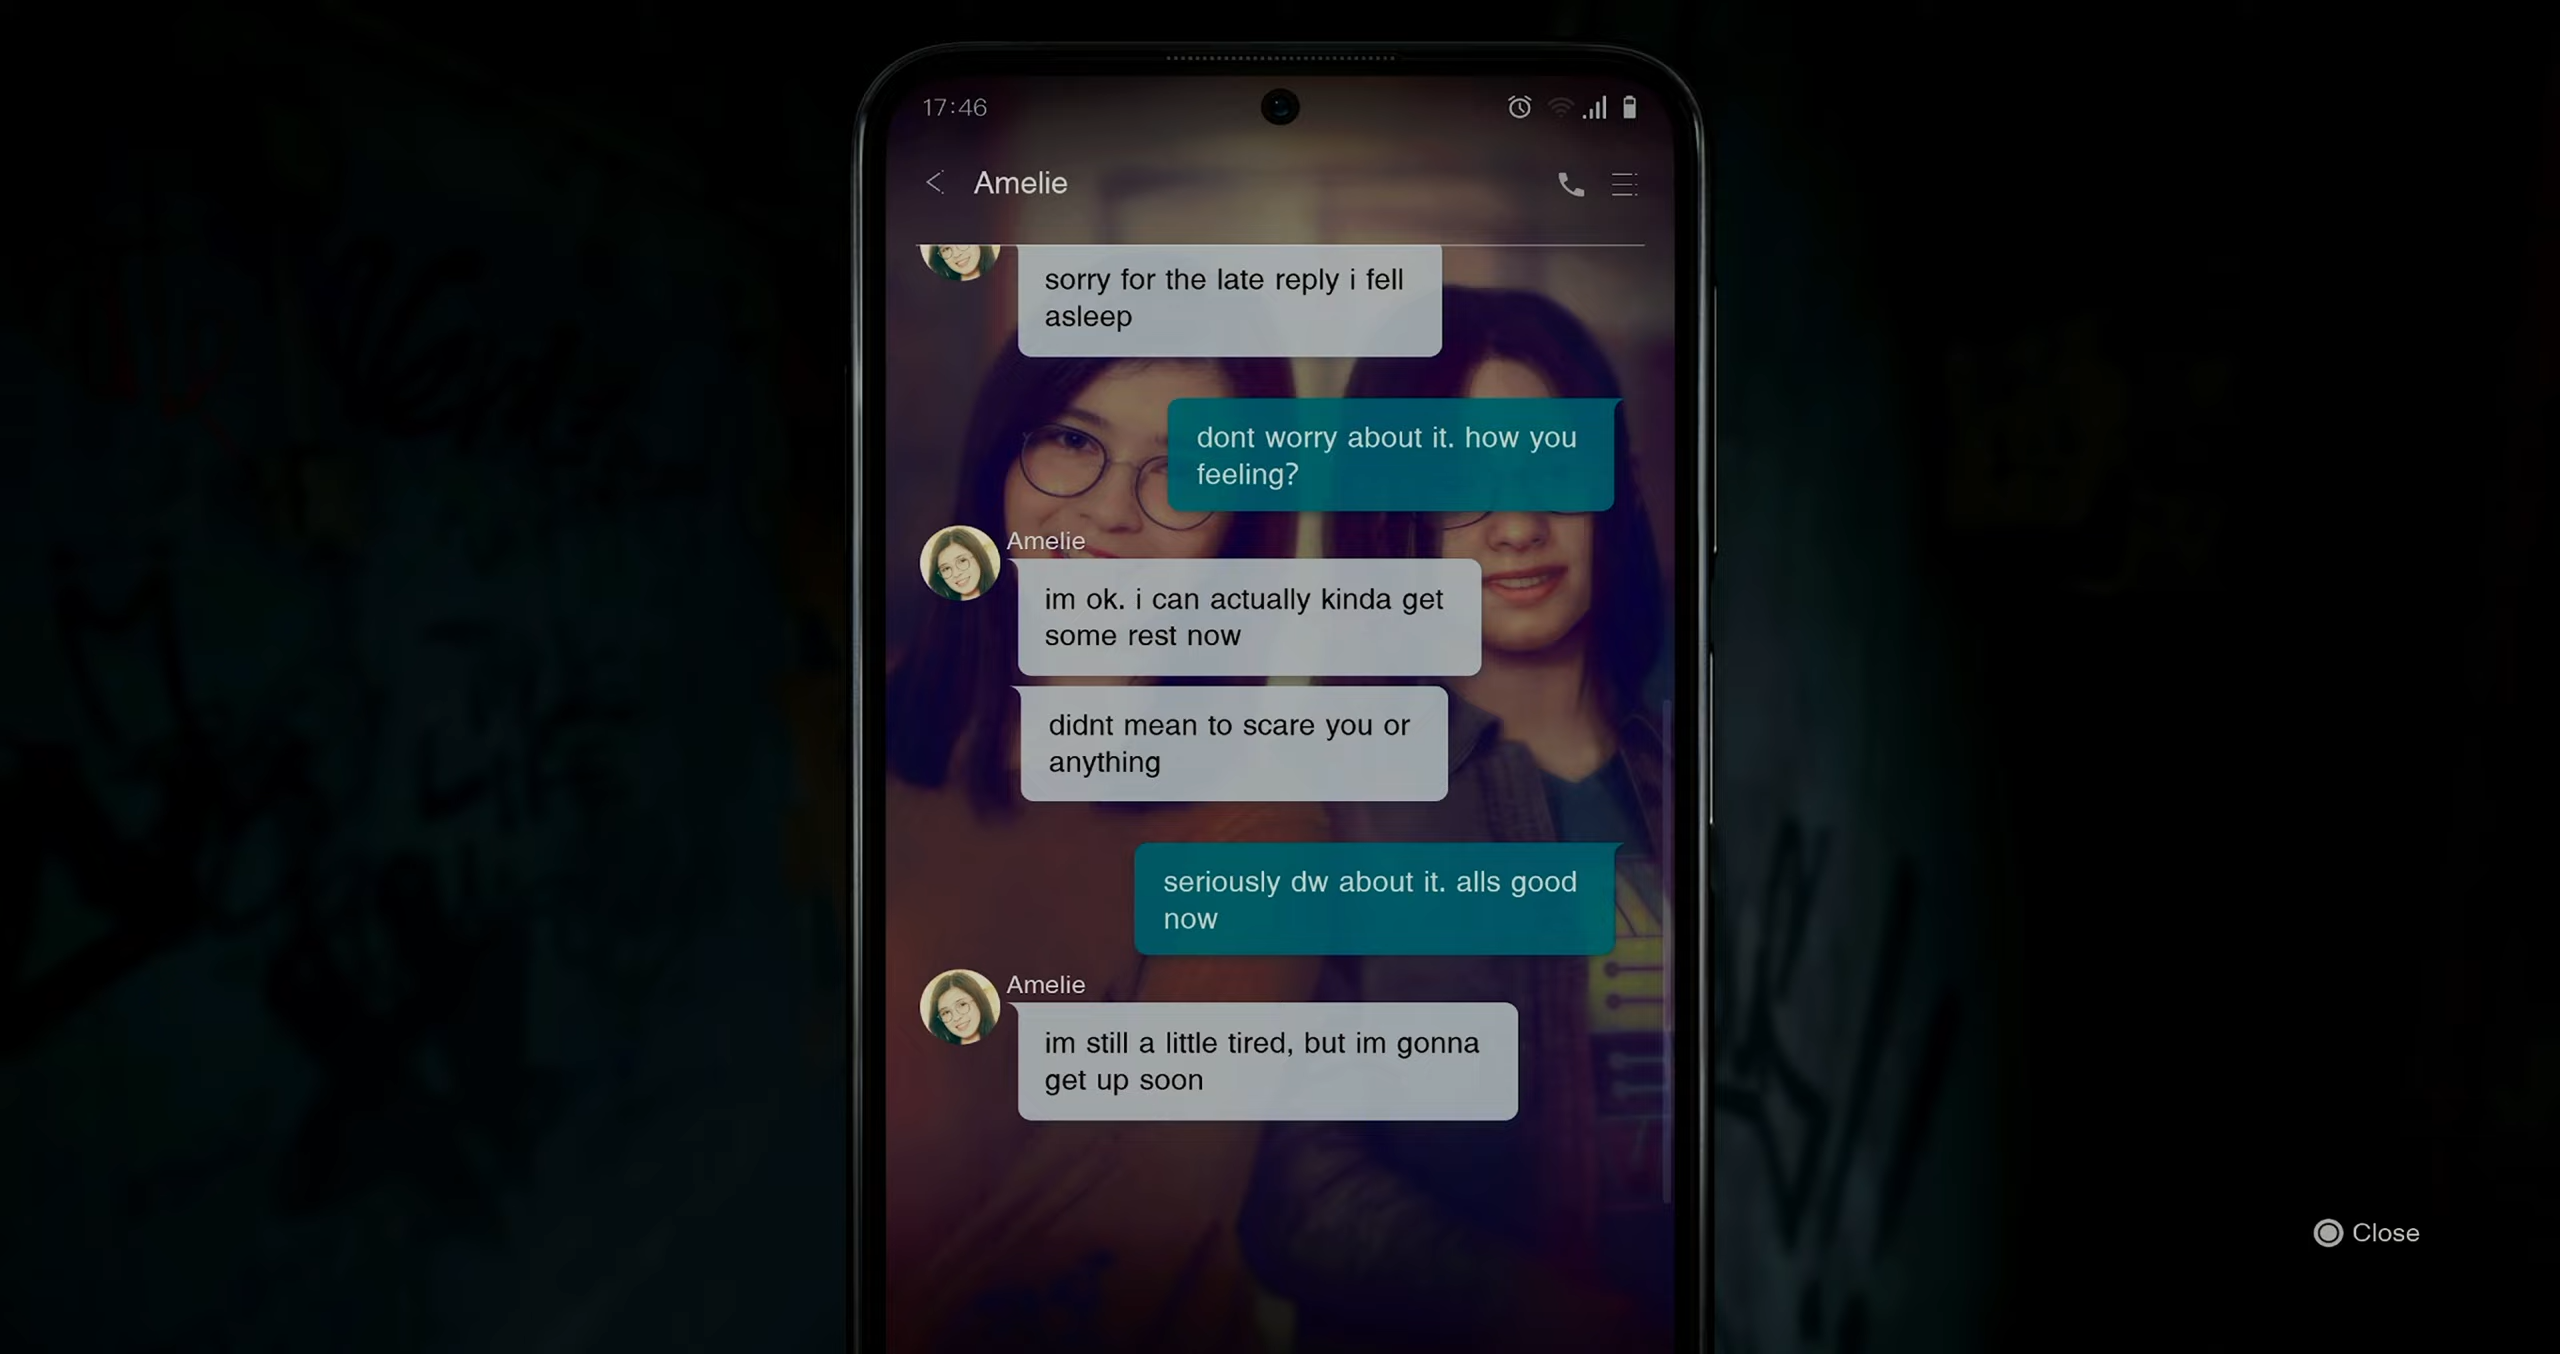 17:46
Amelie
sorry for the late reply i fell
asleep
dont worry about it. how you
feeling?
Amelie
im ok. i can actually kinda get
some rest now
didnt mean to scare you or
anything
seriously dw about it. alls good
now
Amelie
im still a little tired, but im gonna
get up soon
Close